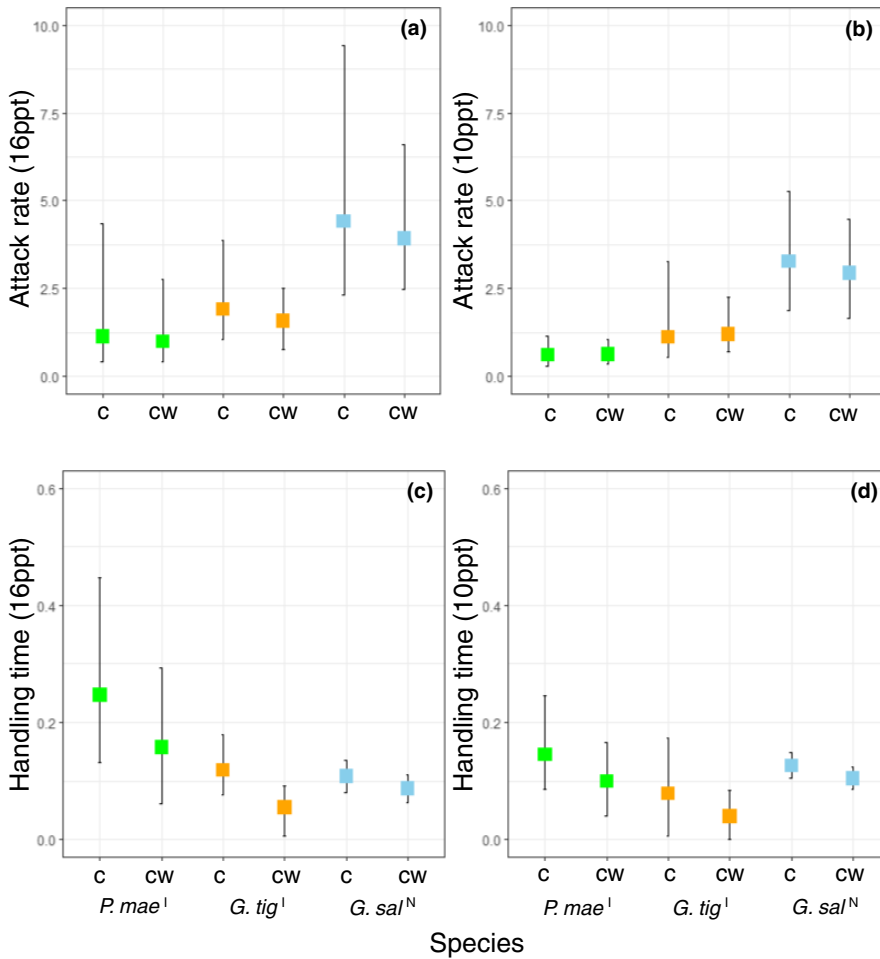 (a)
Attack rate (16ppt)
10.0
7.5
5.0
2.5
0.0
C CW C CW C CW
(b)
Attack rate (10ppt)
10.0
7.5
5.0
2.5
0.0
C CW C CW C CW
(c)
Handling time (16ppt)
0.6
0.4
0.2
0.0
C CW C CW C CW
P. mae I G. tig I G. sal N
(d)
Handling time (10ppt)
0.6
0.4
0.2
0.0
C CW C CW C CW
P. mae I G. tig I G. sal N
Species